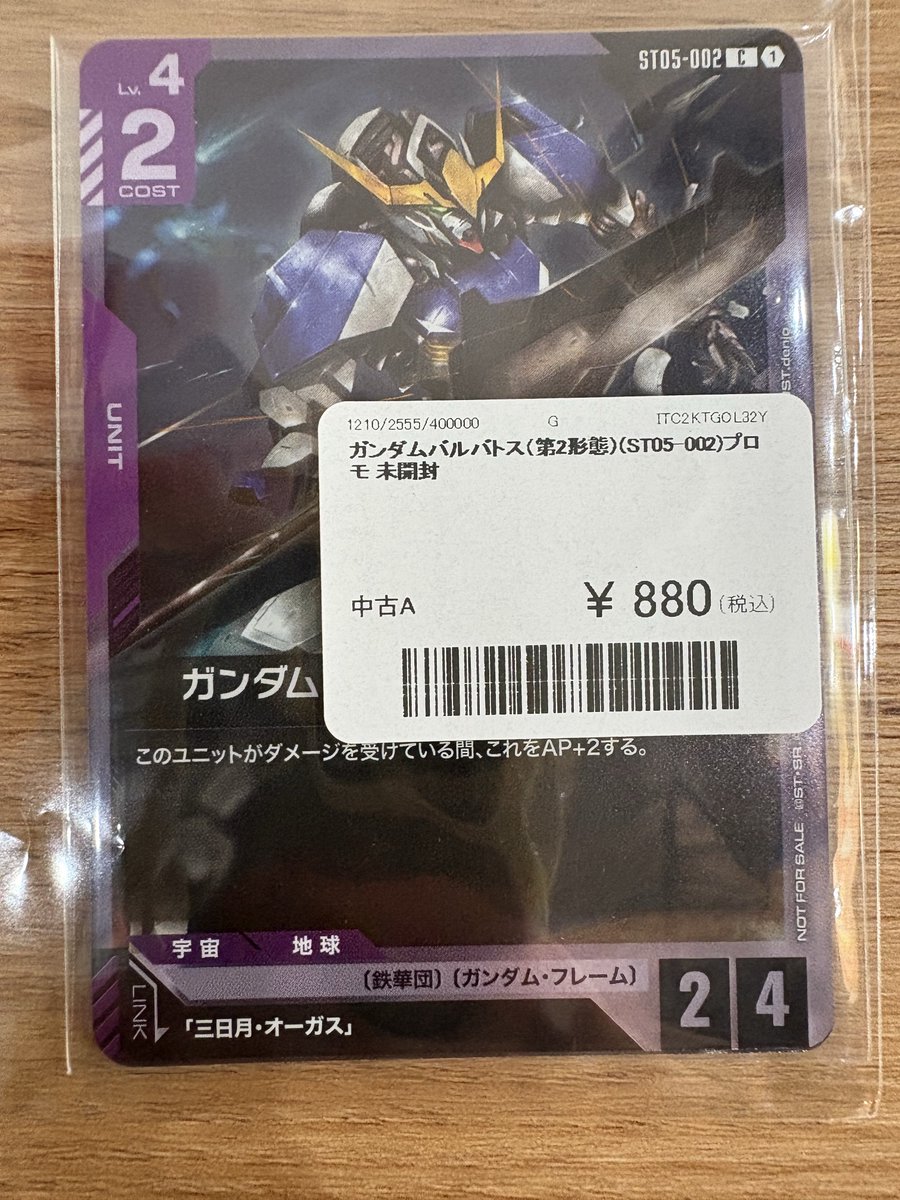 ST05-002 C 1
Lv. 4
2
COST
UNIT
1210/2555/400000 G ITC2KTGOL32Y
ガンダムバルバトス(第2形態)(ST05-002)プロ
モ 未開封
中古A ¥ 880(税込)
ガンダム
このユニットがダメージを受けている間、これをAP+2する。
NOT FOR SALE
宇宙 地球
〔鉄華団〕〔ガンダム・フレーム〕
2 4
LINK
「三日月・オーガス」